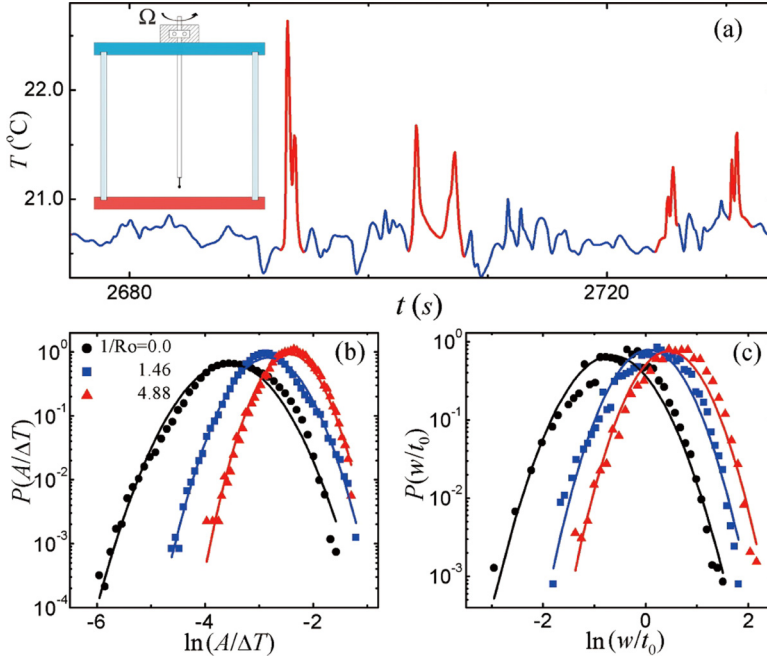 Ω
(a)
22.0
21.0
T (°C)
2680
2720
t (s)
(b)
1/Ro=0.0
1.46
4.88
10⁰
10⁻¹
10⁻²
10⁻³
10⁻⁴
P(A/ΔT)
-6
-4
-2
ln(A/ΔT)
(c)
10⁰
10⁻¹
10⁻²
10⁻³
P(w/t₀)
-2
0
2
ln(w/t₀)